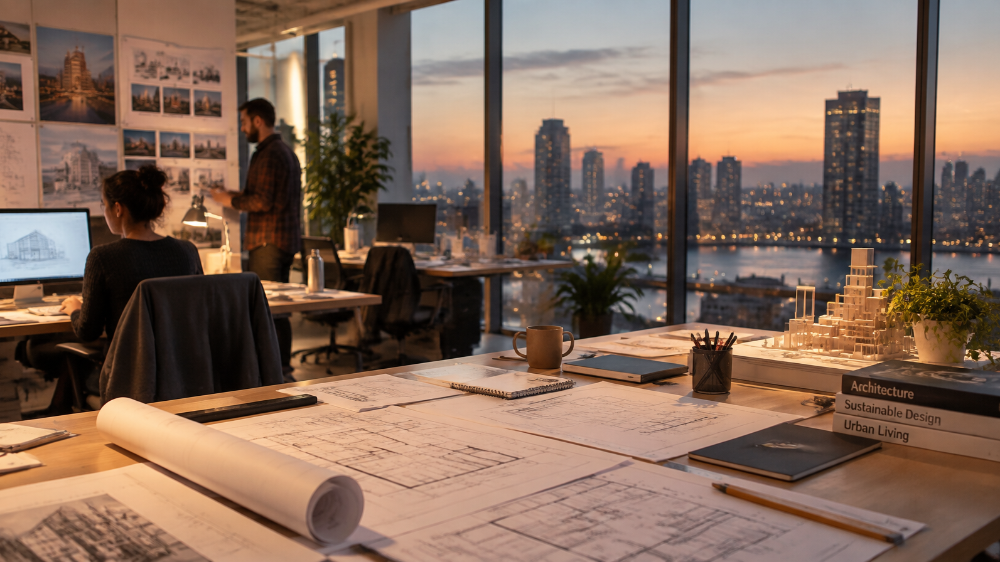 Architecture
Sustainable Design
Urban Living